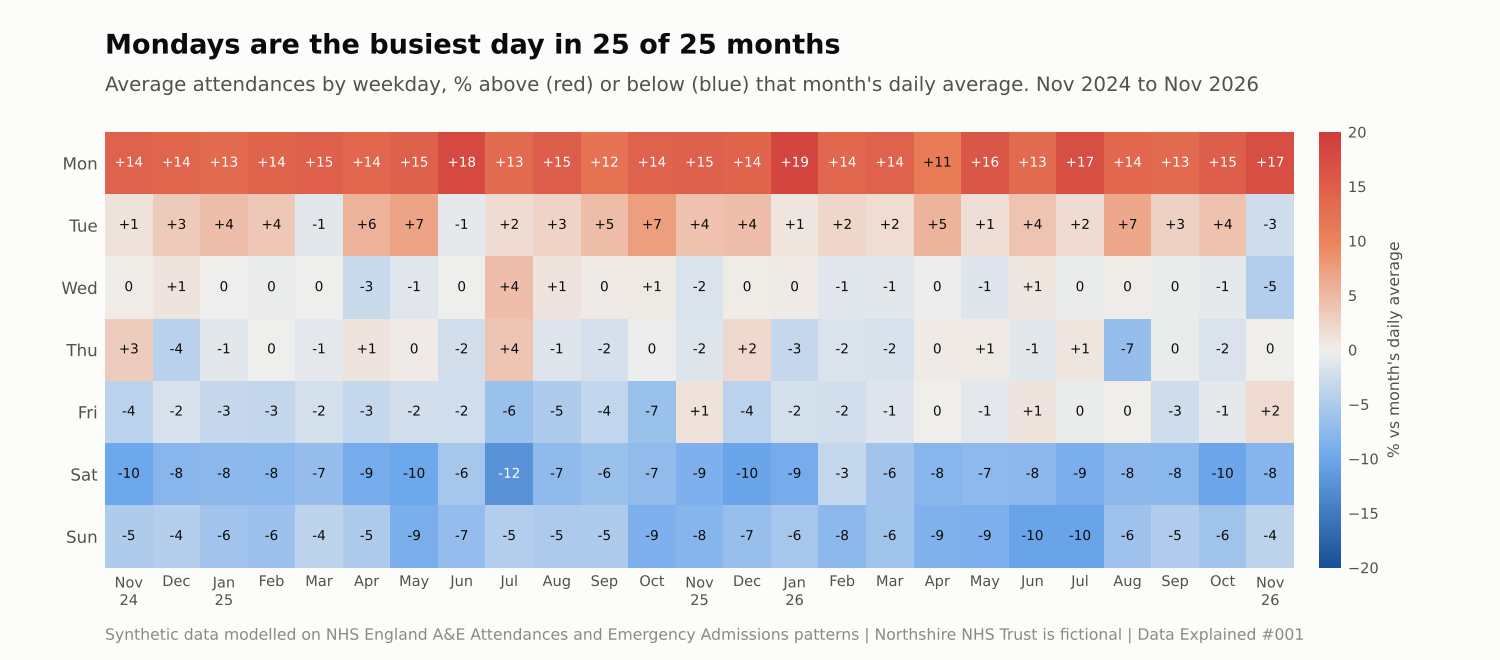 Mondays are the busiest day in 25 of 25 months
Average attendances by weekday, % above (red) or below (blue) that month's daily average. Nov 2024 to Nov 2026
Mon +14 +14 +13 +14 +15 +14 +15 +18 +13 +15 +12 +14 +15 +14 +19 +14 +14 +11 +16 +13 +17 +14 +13 +15 +17
Tue +1 +3 +4 +4 -1 +6 +7 -1 +2 +3 +5 +7 +4 +4 +1 +2 +2 +5 +1 +4 +2 +7 +3 +4 -3
Wed 0 +1 0 0 0 -3 -1 0 +4 +1 0 +1 -2 0 0 -1 -1 0 -1 +1 0 0 0 -1 -5
Thu +3 -4 -1 0 -1 +1 0 -2 +4 -1 -2 0 -2 +2 -3 -2 -2 0 +1 -1 +1 -7 0 -2 0
Fri -4 -2 -3 -3 -2 -3 -2 -2 -6 -5 -4 -7 +1 -4 -2 -2 -1 0 -1 +1 0 0 -3 -1 +2
Sat -10 -8 -8 -8 -7 -9 -10 -6 -12 -7 -6 -7 -9 -10 -9 -3 -6 -8 -7 -8 -9 -8 -8 -10 -8
Sun -5 -4 -6 -6 -4 -5 -9 -7 -5 -5 -5 -9 -8 -7 -6 -8 -6 -9 -9 -10 -10 -6 -5 -6 -4
Nov Dec Jan Feb Mar Apr May Jun Jul Aug Sep Oct Nov Dec Jan Feb Mar Apr May Jun Jul Aug Sep Oct Nov
24 25 25 26 26
20
15
10
5
0
−5
−10
−15
−20
% vs month's daily average
Synthetic data modelled on NHS England A&E Attendances and Emergency Admissions patterns | Northshire NHS Trust is fictional | Data Explained #001